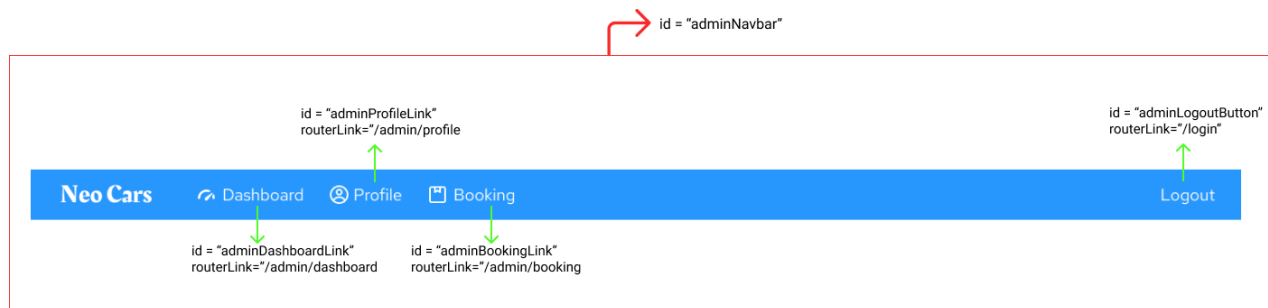 id = “adminNavbar”
id = “adminProfileLink”
routerLink=”/admin/profile
id = “adminLogoutButton”
routerLink=”/login”
Neo Cars Dashboard Profile Booking Logout
id = “adminDashboardLink”
routerLink=”/admin/dashboard
id = “adminBookingLink”
routerLink=”/admin/booking